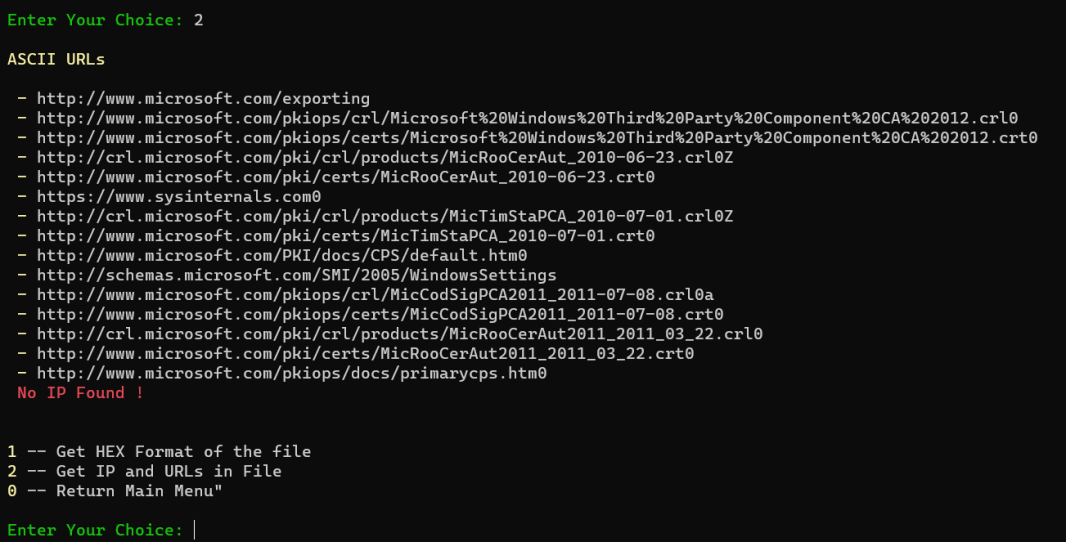 Enter Your Choice: 2
ASCII URLs
- http://www.microsoft.com/exporting
- http://www.microsoft.com/pkiops/crl/Microsoft%20Windows%20Third%20Party%20Component%20CA%202012.crl0
- http://www.microsoft.com/pkiops/certs/Microsoft%20Windows%20Third%20Party%20Component%20CA%202012.crt0
- http://crl.microsoft.com/pki/crl/products/MicRooCerAut_2010-06-23.crl0Z
- http://www.microsoft.com/pki/certs/MicRooCerAut_2010-06-23.crt0
- https://www.sysinternals.com0
- http://crl.microsoft.com/pki/crl/products/MicTimStaPCA_2010-07-01.crl0Z
- http://www.microsoft.com/pki/certs/MicTimStaPCA_2010-07-01.crt0
- http://www.microsoft.com/PKI/docs/CPS/default.htm0
- http://schemas.microsoft.com/SMI/2005/WindowsSettings
- http://www.microsoft.com/pkiops/crl/MicCodSigPCA2011_2011-07-08.crl0a
- http://www.microsoft.com/pkiops/certs/MicCodSigPCA2011_2011-07-08.crt0
- http://crl.microsoft.com/pki/crl/products/MicRooCerAut2011_2011_03_22.crl0
- http://www.microsoft.com/pki/certs/MicRooCerAut2011_2011_03_22.crt0
- http://www.microsoft.com/pkiops/docs/primarycps.htm0
No IP Found !
1 -- Get HEX Format of the file
2 -- Get IP and URLs in File
0 -- Return Main Menu"
Enter Your Choice: